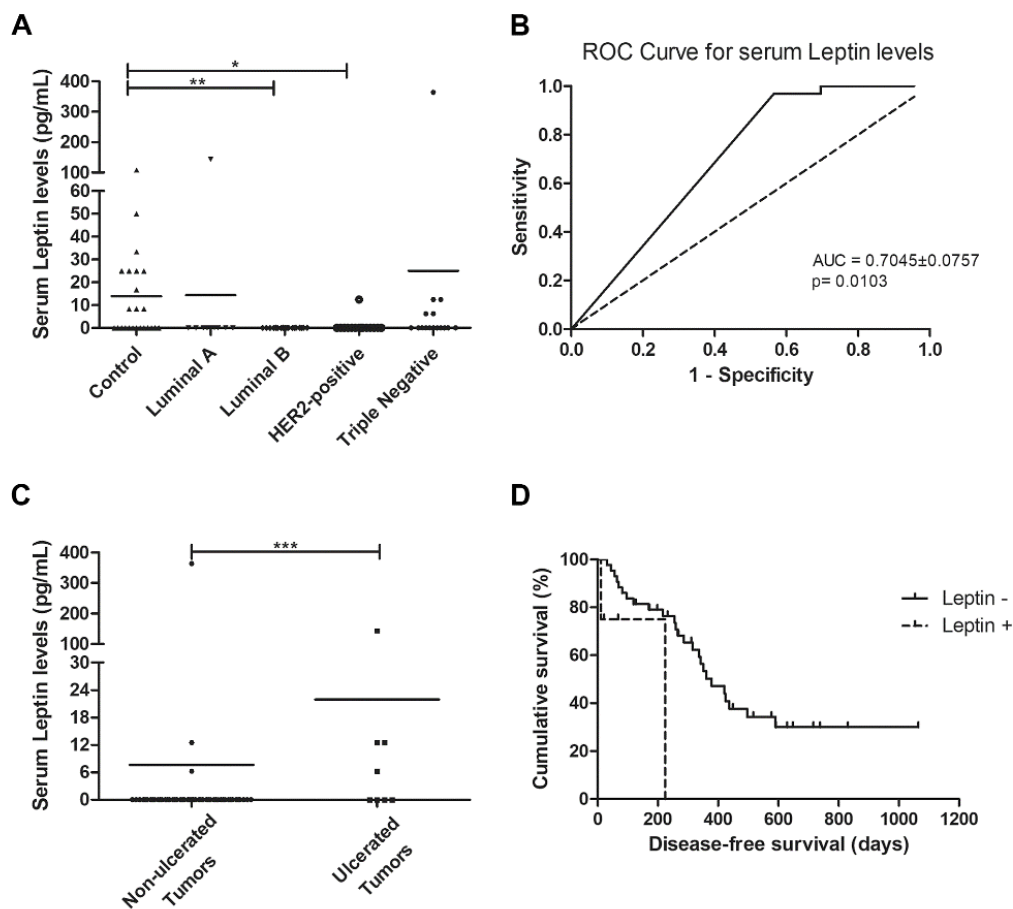 A
*
**
400
300
200
100
60
50
40
30
20
10
0
Serum Leptin levels (pg/mL)
Control
Luminal A
Luminal B
HER2-positive
Triple Negative
B
ROC Curve for serum Leptin levels
1.0
0.8
0.6
0.4
0.2
0.0
Sensitivity
AUC = 0.7045±0.0757
p= 0.0103
0.0 0.2 0.4 0.6 0.8 1.0
1 - Specificity
C
***
400
300
200
100
30
24
18
12
6
0
Serum Leptin levels (pg/mL)
Non-ulcerated
Tumors
Ulcerated
Tumors
D
100
80
60
40
20
0
Cumulative survival (%)
Leptin -
Leptin +
0 200 400 600 800 1000 1200
Disease-free survival (days)